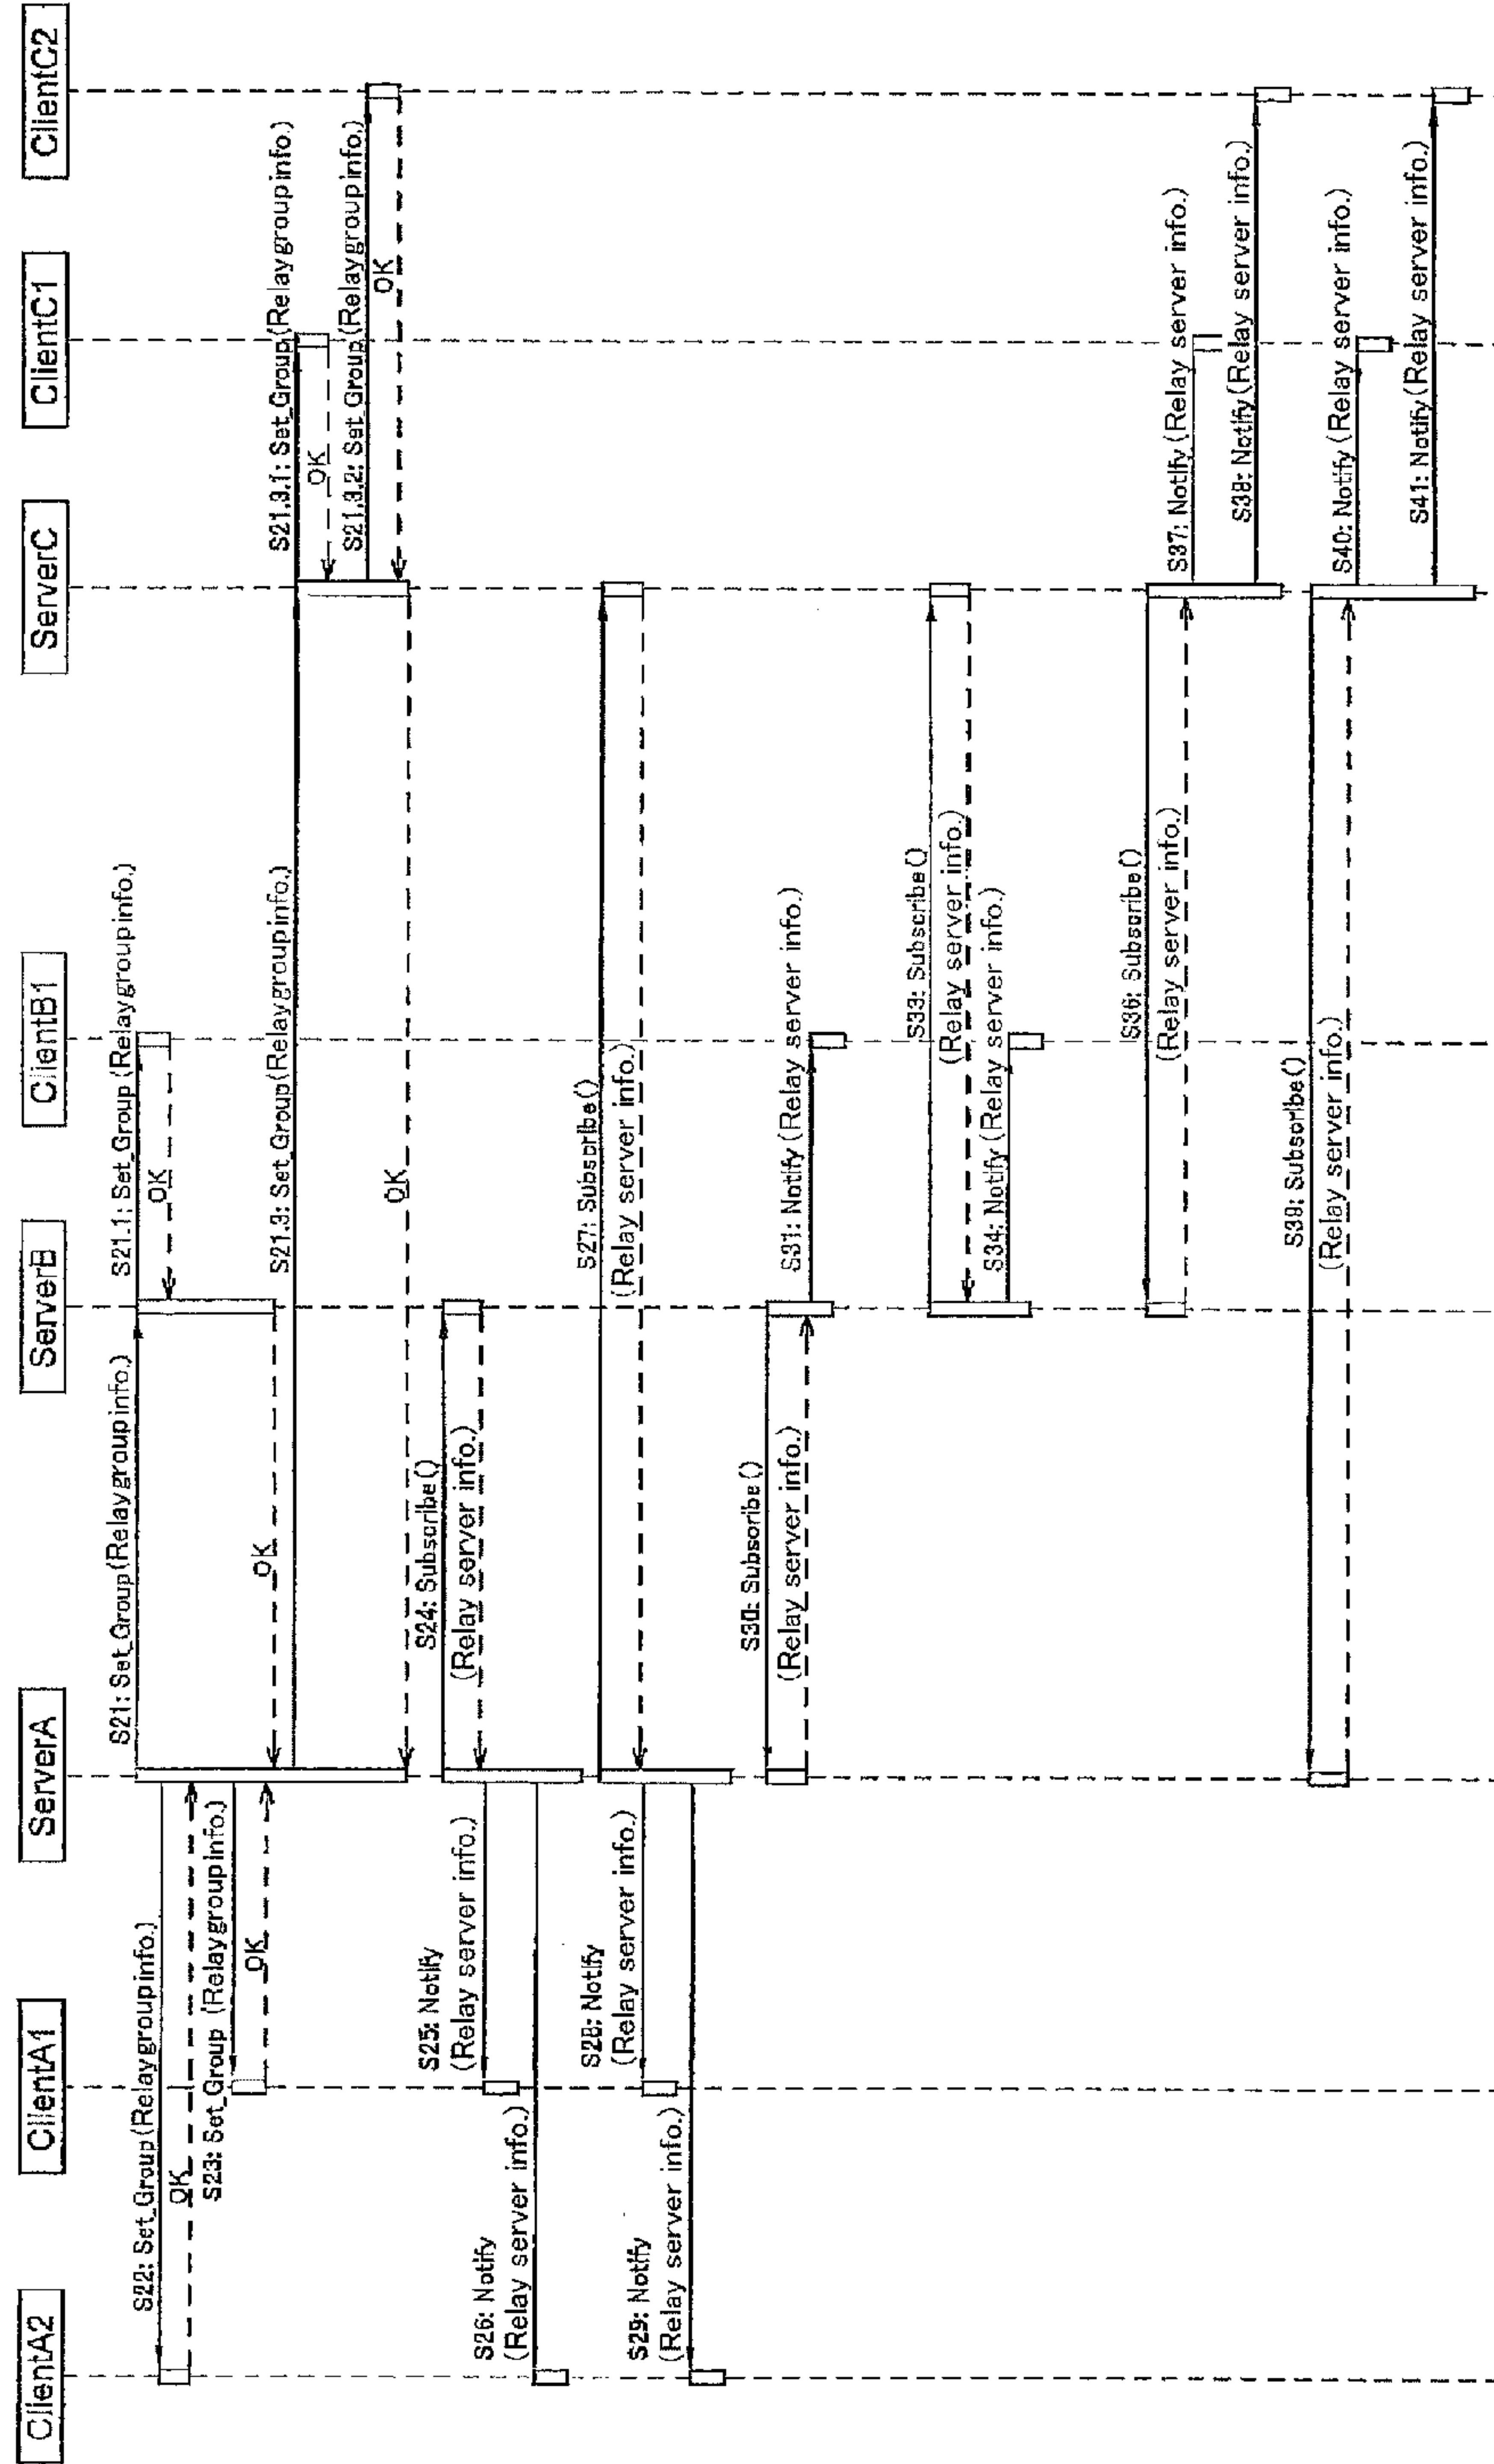 ClientA2
ClientA1
ServerA
ServerB
ClientB1
ServerC
ClientC1
ClientC2
S21: Set_Group(Relaygroupinfo.)
S21.1: Set_Group(Relaygroupinfo.)
OK
S22: Set_Group(Relaygroupinfo.)
OK
S23: Set_Group (Relaygroupinfo.)
OK
OK
S21.3: Set_Group(Relaygroupinfo.)
S21.3.1: Set_Group(Relaygroupinfo.)
OK
S21.3.2: Set_Group(Relaygroupinfo.)
OK
OK
S24: Subscribe()
(Relay server info.)
S25: Notify
(Relay server info.)
S26: Notify
(Relay server info.)
S27: Subscribe()
(Relay server info.)
S28: Notify
(Relay server info.)
S29: Notify
(Relay server info.)
S30: Subscribe()
(Relay server info.)
S31: Notify(Relay server info.)
S33: Subscribe()
(Relay server info.)
S34: Notify(Relay server info.)
S36: Subscribe()
(Relay server info.)
S37: Notify(Relay server info.)
S38: Notify(Relay server info.)
S39: Subscribe()
(Relay server info.)
S40: Notify(Relay server info.)
S41: Notify(Relay server info.)